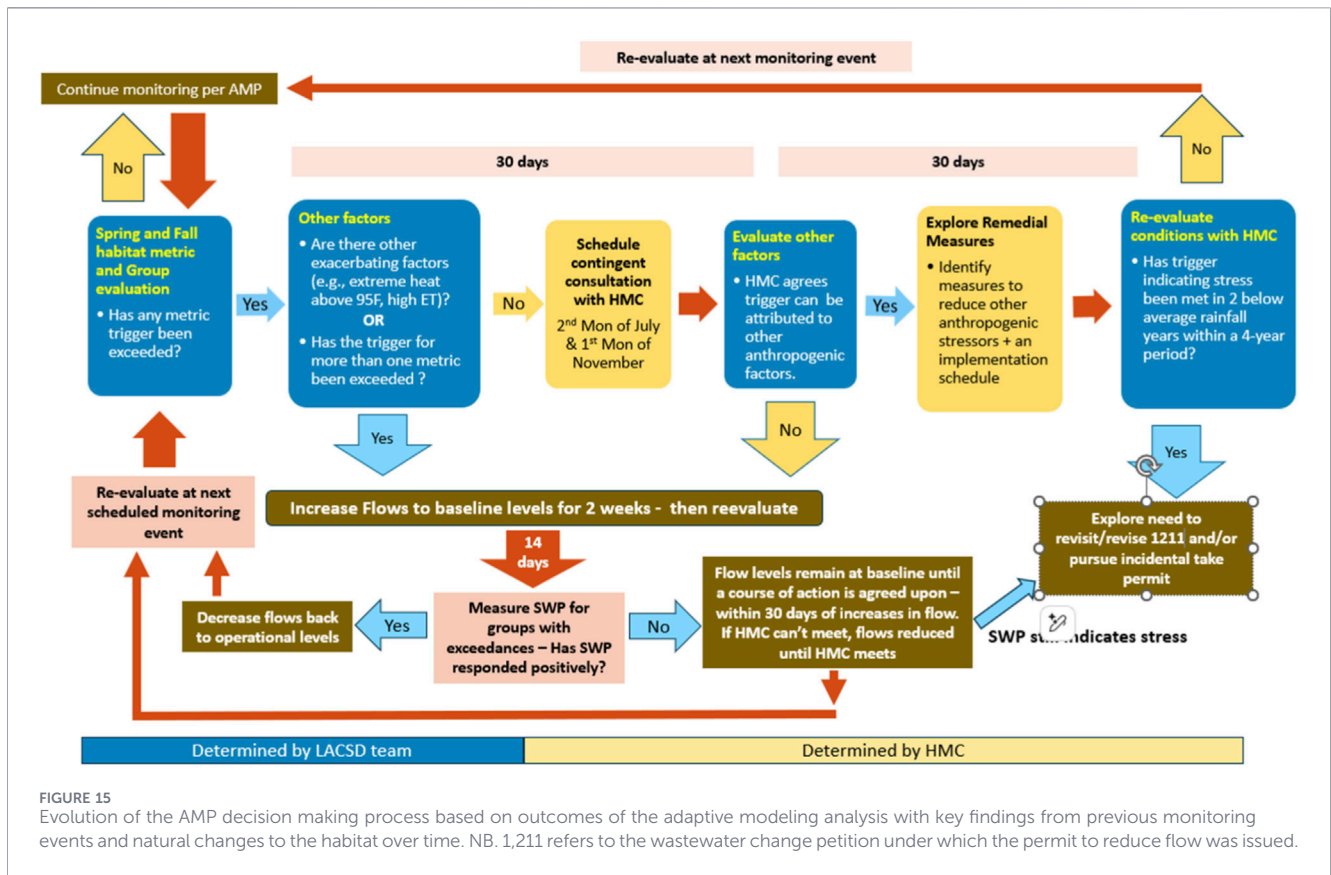 Re-evaluate at next monitoring event
Continue monitoring per AMP
No
30 days
30 days
No
Spring and Fall
habitat metric
and Group
evaluation
• Has any metric
trigger been
exceeded?
Yes
Other factors
• Are there other
exacerbating factors
(e.g., extreme heat
above 95F, high ET)?
OR
• Has the trigger for
more than one metric
been exceeded ?
No
Schedule
contingent
consultation
with HMC
2nd Mon of July
& 1st Mon of
November
Evaluate other
factors
• HMC agrees
trigger can be
attributed to
other
anthropogenic
factors.
Yes
Explore Remedial
Measures
• Identify
measures to
reduce other
anthropogenic
stressors + an
implementation
schedule
Re-evaluate
conditions with HMC
• Has trigger
indicating stress
been met in 2 below
average rainfall
years within a 4-year
period?
Yes
No
Yes
Re-evaluate at next
scheduled monitoring
event
Increase Flows to baseline levels for 2 weeks - then reevaluate
14
days
Explore need to
revisit/revise 1211 and/or
pursue incidental take
permit
Decrease flows back
to operational levels
Yes
Measure SWP for
groups with
exceedances – Has SWP
responded positively?
No
Flow levels remain at baseline until
a course of action is agreed upon –
within 30 days of increases in flow.
If HMC can't meet, flows reduced
until HMC meets
SWP indicates stress
Determined by LACSD team
Determined by HMC
FIGURE 15
Evolution of the AMP decision making process based on outcomes of the adaptive modeling analysis with key findings from previous monitoring
events and natural changes to the habitat over time. NB. 1,211 refers to the wastewater change petition under which the permit to reduce flow was issued.